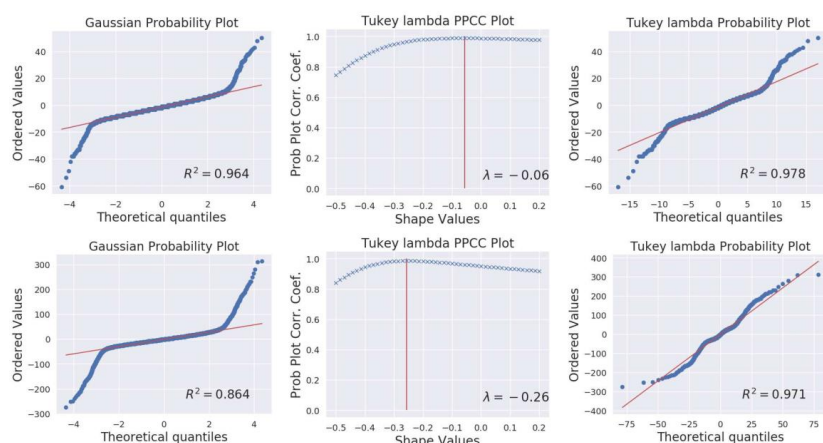 Gaussian Probability Plot
Ordered Values
40
20
0
−20
−40
−60
−4 −2 0 2 4
Theoretical quantiles
R² = 0.964
Tukey lambda PPCC Plot
Prob Plot Corr. Coef.
1.0
0.8
0.6
0.4
0.2
0.0
−0.5 −0.4 −0.3 −0.2 −0.1 0.0 0.1 0.2
Shape Values
λ = −0.06
Tukey lambda Probability Plot
Ordered Values
40
20
0
−20
−40
−60
−15 −10 −5 0 5 10 15
Theoretical quantiles
R² = 0.978
Gaussian Probability Plot
Ordered Values
300
200
100
0
−100
−200
−300
−4 −2 0 2 4
Theoretical quantiles
R² = 0.864
Tukey lambda PPCC Plot
Prob Plot Corr. Coef.
1.0
0.8
0.6
0.4
0.2
0.0
−0.5 −0.4 −0.3 −0.2 −0.1 0.0 0.1 0.2
Shape Values
λ = −0.26
Tukey lambda Probability Plot
Ordered Values
400
300
200
100
0
−100
−200
−300
−400
−75 −50 −25 0 25 50 75
Theoretical quantiles
R² = 0.971